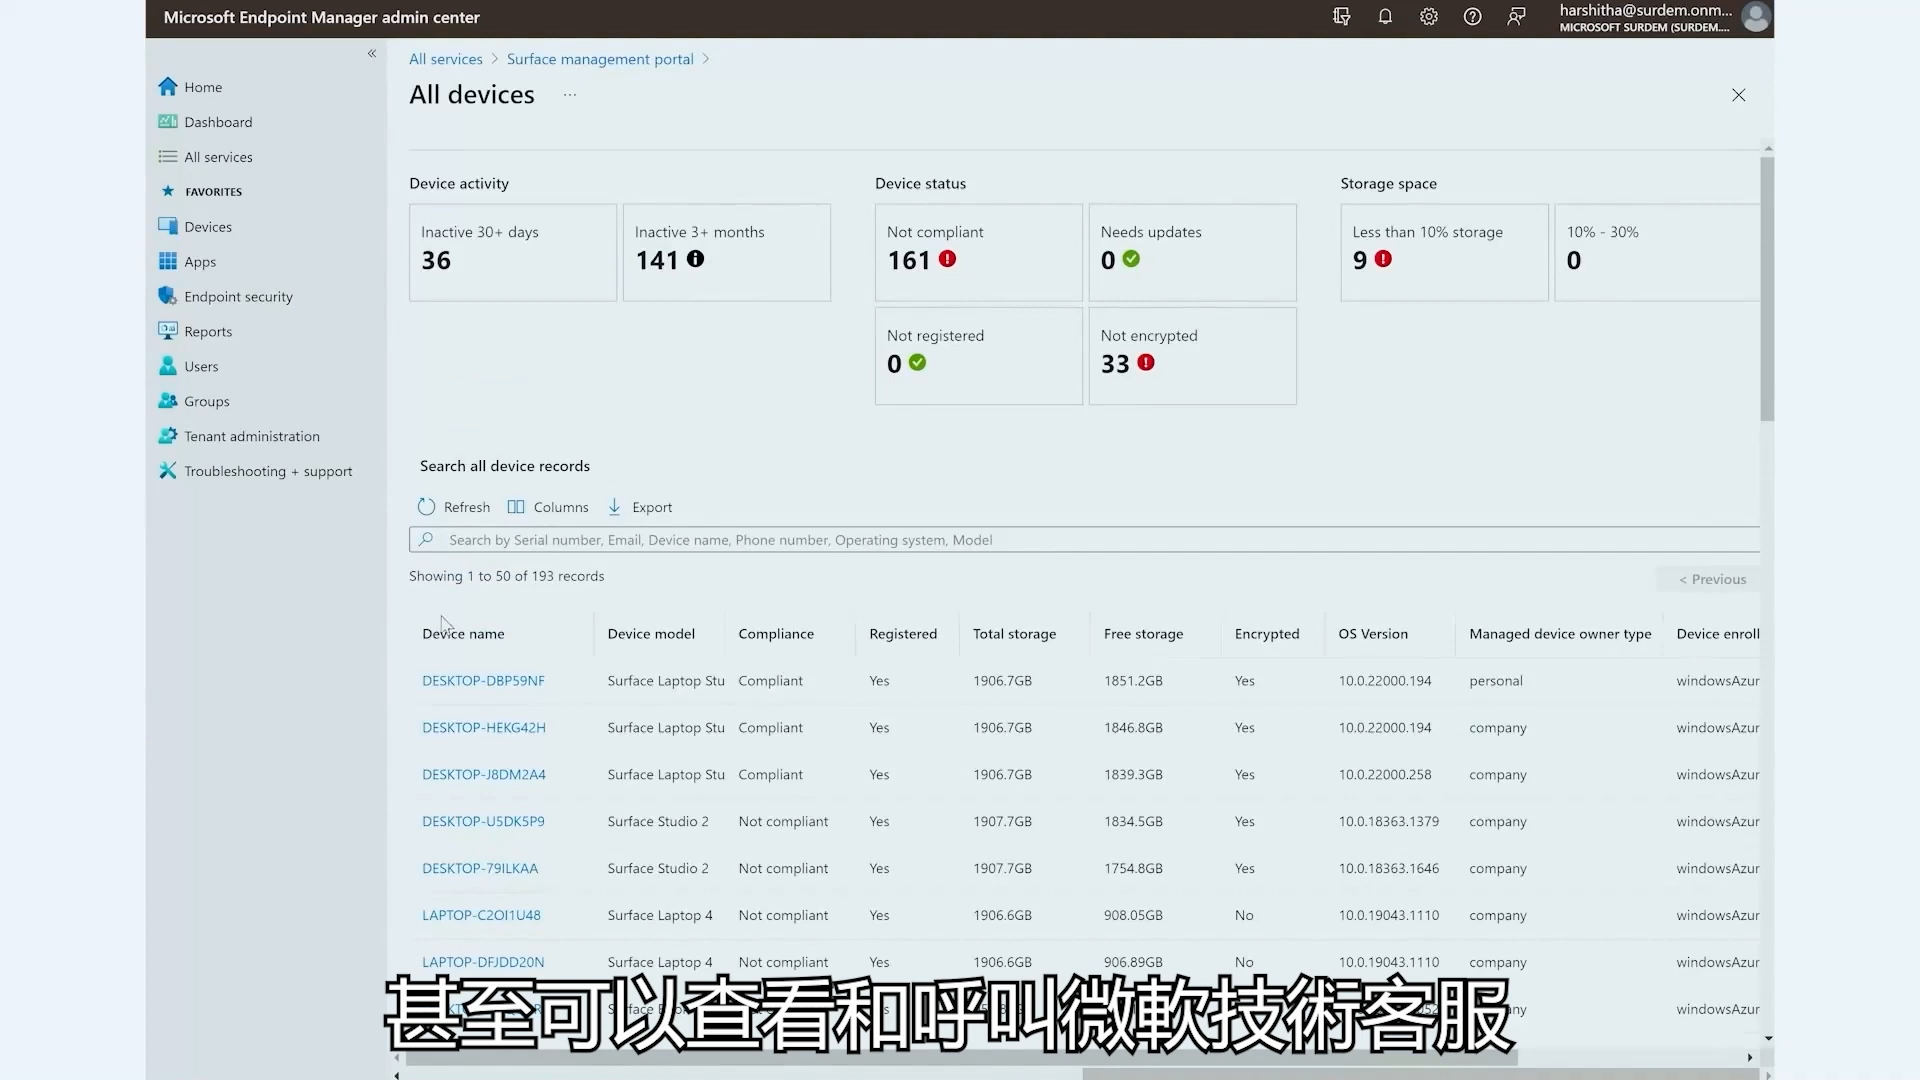 Microsoft Endpoint Manager admin center
harshitha@surdem.onm...
MICROSOFT SURDEM (SURDEM....
«
Home
Dashboard
All services
FAVORITES
Devices
Apps
Endpoint security
Reports
Users
Groups
Tenant administration
Troubleshooting + support
All services > Surface management portal >
All devices ...
Device activity
Inactive 30+ days
36
Inactive 3+ months
141
Device status
Not compliant
161
Needs updates
0
Not registered
0
Not encrypted
33
Storage space
Less than 10% storage
9
10% - 30%
0
Search all device records
Refresh Columns Export
Search by Serial number, Email, Device name, Phone number, Operating system, Model
Showing 1 to 50 of 193 records
< Previous
Device name Device model Compliance Registered Total storage Free storage Encrypted OS Version Managed device owner type Device enroll
DESKTOP-DBP59NF Surface Laptop Stu Compliant Yes 1906.7GB 1851.2GB Yes 10.0.22000.194 personal windowsAzur
DESKTOP-HEKG42H Surface Laptop Stu Compliant Yes 1906.7GB 1846.8GB Yes 10.0.22000.194 company windowsAzur
DESKTOP-J8DM2A4 Surface Laptop Stu Compliant Yes 1906.7GB 1839.3GB Yes 10.0.22000.258 company windowsAzur
DESKTOP-U5DK5P9 Surface Studio 2 Not compliant Yes 1907.7GB 1834.5GB Yes 10.0.18363.1379 company windowsAzur
DESKTOP-79ILKAA Surface Studio 2 Not compliant Yes 1907.7GB 1754.8GB Yes 10.0.18363.1646 company windowsAzur
LAPTOP-C2OI1U48 Surface Laptop 4 Not compliant Yes 1906.6GB 908.05GB No 10.0.19043.1110 company windowsAzur
LAPTOP-DFJDD20N Surface Laptop 4 Not compliant Yes 1906.6GB 906.89GB No 10.0.19043.1110 company windowsAzur
windowsAzur
甚至可以查看和呼叫微軟技術客服